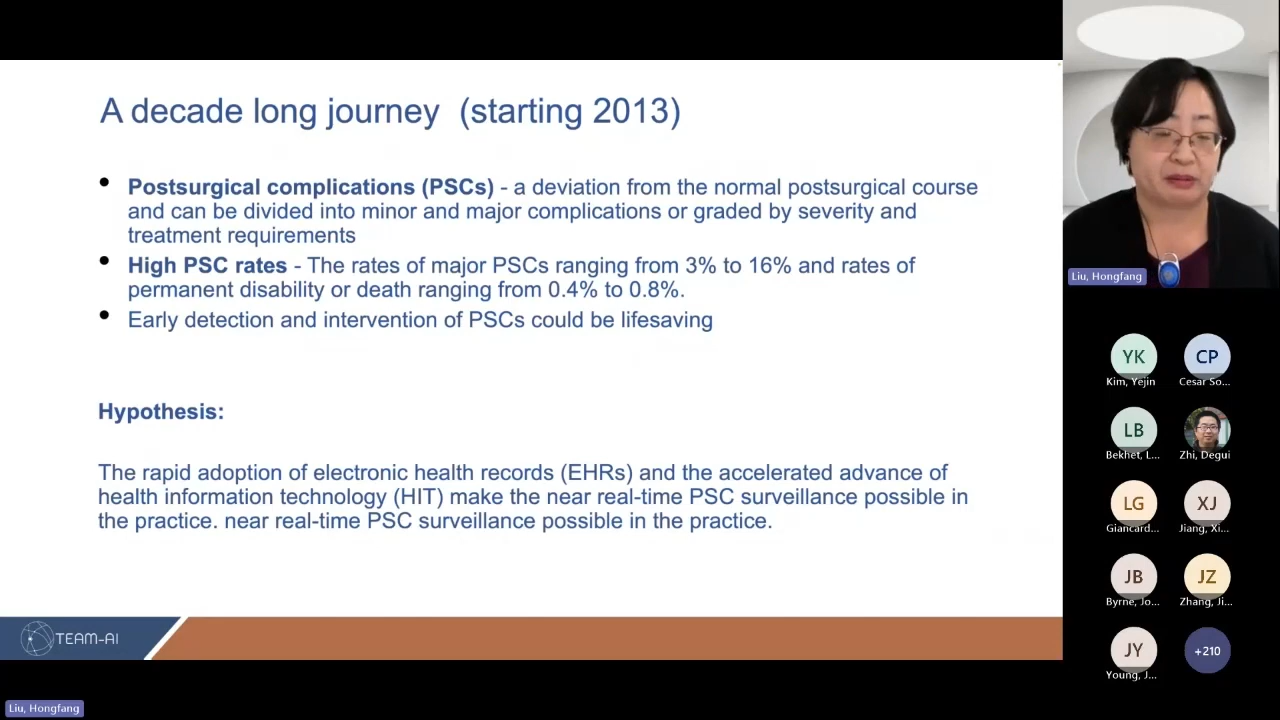 A decade long journey (starting 2013)
• Postsurgical complications (PSCs) - a deviation from the normal postsurgical course
and can be divided into minor and major complications or graded by severity and
treatment requirements
• High PSC rates - The rates of major PSCs ranging from 3% to 16% and rates of
permanent disability or death ranging from 0.4% to 0.8%.
• Early detection and intervention of PSCs could be lifesaving
Hypothesis:
The rapid adoption of electronic health records (EHRs) and the accelerated advance of
health information technology (HIT) make the near real-time PSC surveillance possible in
the practice. near real-time PSC surveillance possible in the practice.
TEAM-AI
Liu, Hongfang
Liu, Hongfang
YK
CP
Kim, Yejin
Cesar So...
LB
Bekhet, L...
Zhi, Degui
LG
XJ
Giancard...
Jiang, Xi...
JB
JZ
Byrne, Jo...
Zhang, Ji...
JY
+210
Young, J...